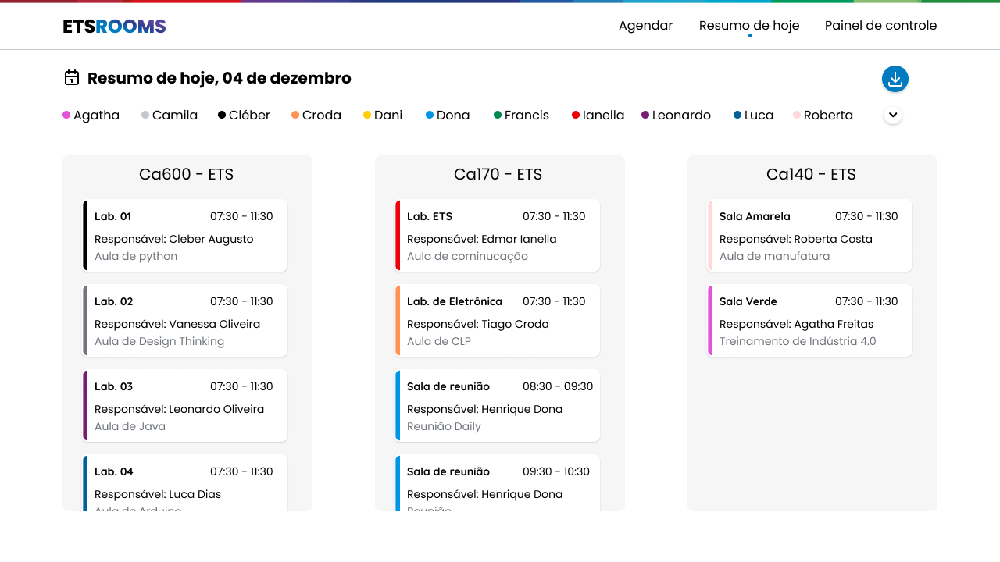 ETSROOMS
Agendar Resumo de hoje Painel de controle
Resumo de hoje, 04 de dezembro
Agatha Camila Cléber Croda Dani Dona Francis Ianella Leonardo Luca Roberta
Ca600 - ETS
Lab. 01 07:30 - 11:30
Responsável: Cleber Augusto
Aula de python
Lab. 02 07:30 - 11:30
Responsável: Vanessa Oliveira
Aula de Design Thinking
Lab. 03 07:30 - 11:30
Responsável: Leonardo Oliveira
Aula de Java
Lab. 04 07:30 - 11:30
Responsável: Luca Dias
Aula de Arduino
Ca170 - ETS
Lab. ETS 07:30 - 11:30
Responsável: Edmar Ianella
Aula de cominucação
Lab. de Eletrônica 07:30 - 11:30
Responsável: Tiago Croda
Aula de CLP
Sala de reunião 08:30 - 09:30
Responsável: Henrique Dona
Reunião Daily
Sala de reunião 09:30 - 10:30
Responsável: Henrique Dona
Reunião
Ca140 - ETS
Sala Amarela 07:30 - 11:30
Responsável: Roberta Costa
Aula de manufatura
Sala Verde 07:30 - 11:30
Responsável: Agatha Freitas
Treinamento de Indústria 4.0